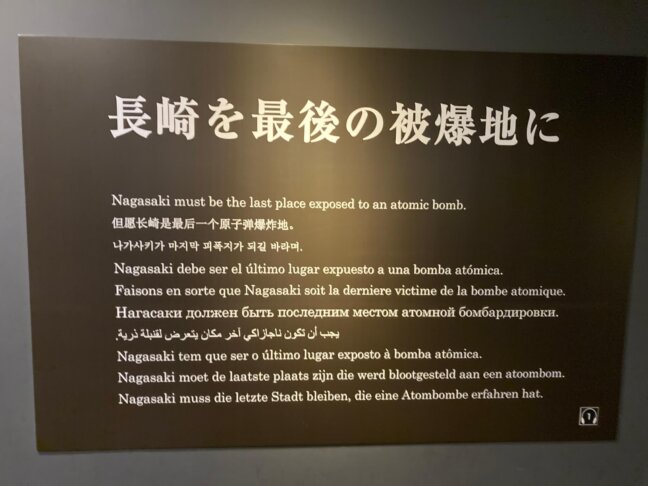 長崎を最後の被爆地に
Nagasaki must be the last place exposed to an atomic bomb.
但愿长崎是最后一个原子弹爆炸地。
나가사키가 마지막 피폭지가 되길 바라며.
Nagasaki debe ser el último lugar expuesto a una bomba atómica.
Faisons en sorte que Nagasaki soit la derniere victime de la bombe atomique.
Нагасаки должен быть последним местом атомной бомбардировки.
يجب أن تكون ناجازاكي آخر مكان يتعرض لقنبلة ذرية.
Nagasaki tem que ser o último lugar exposto à bomba atômica.
Nagasaki moet de laatste plaats zijn die werd blootgesteld aan een atoombom.
Nagasaki muss die letzte Stadt bleiben, die eine Atombombe erfahren hat.
1